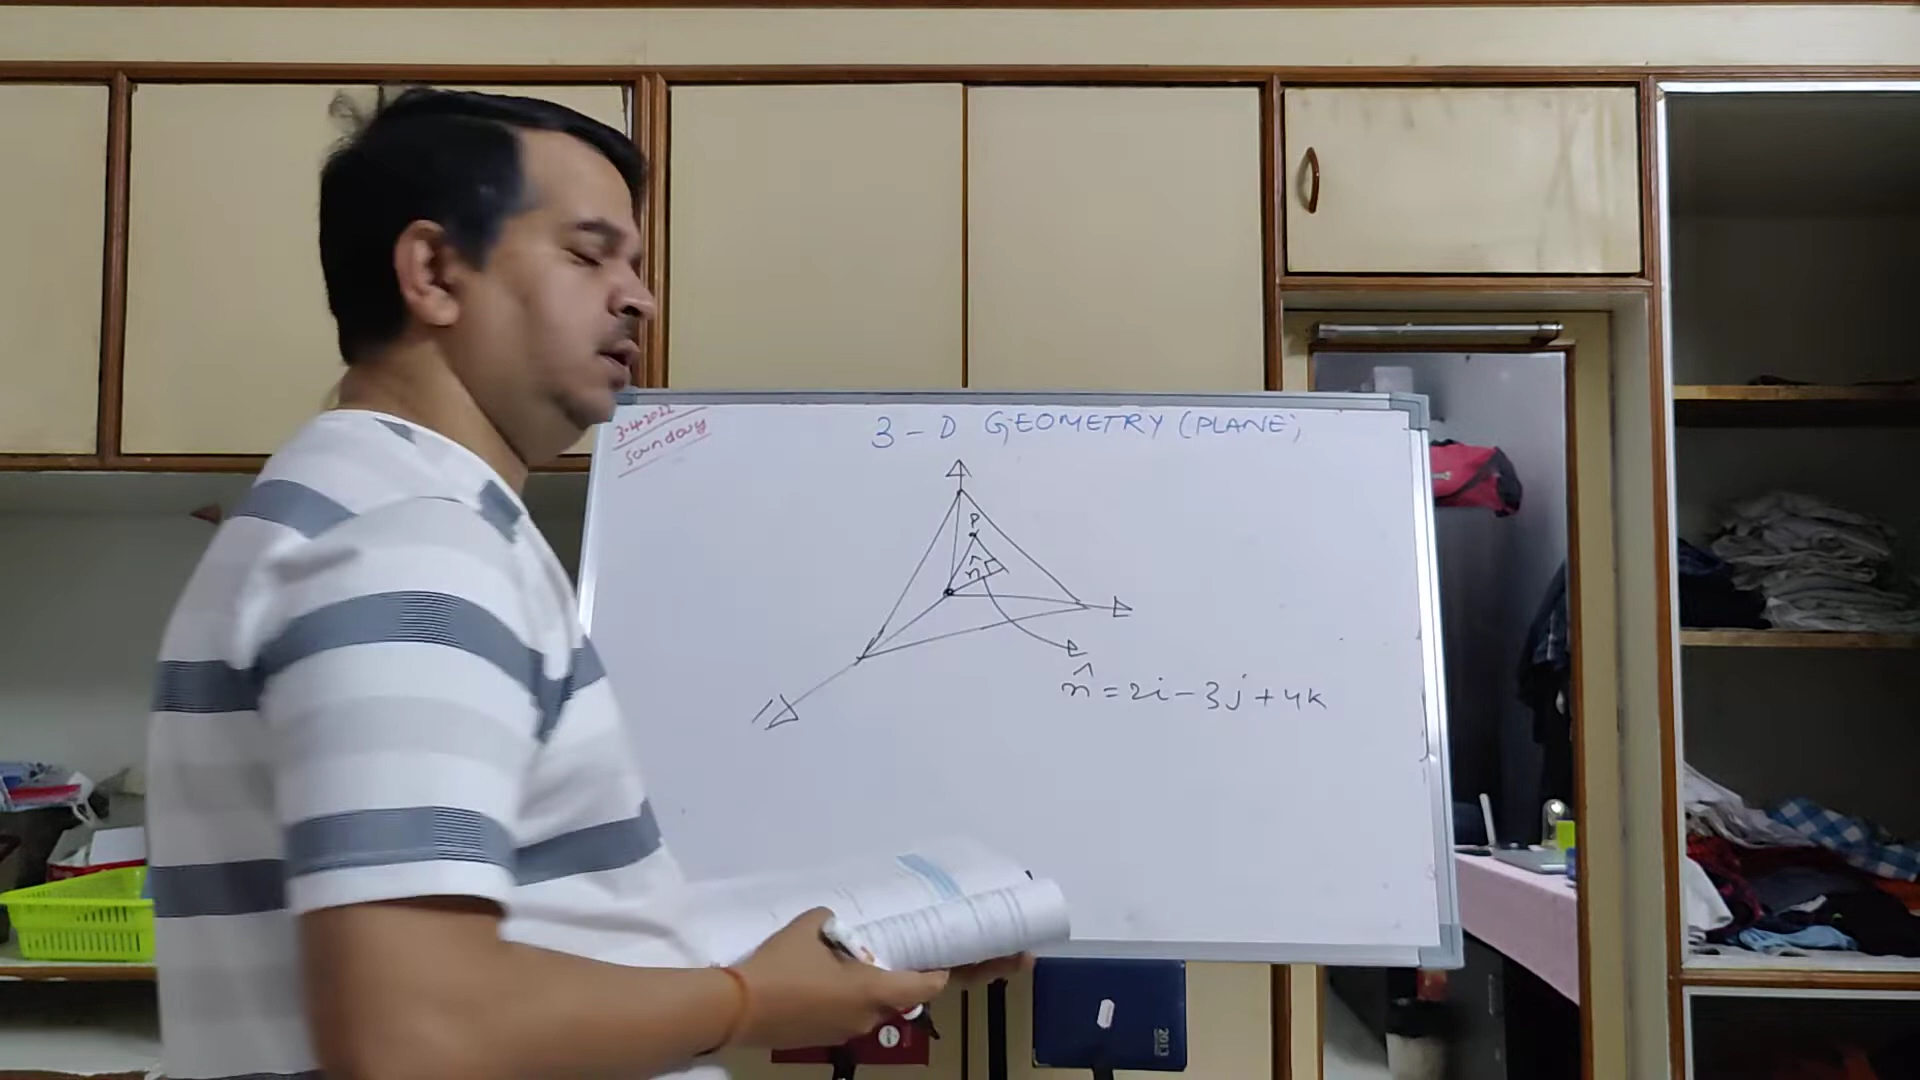 3.4.2022
Sunday
3-D GEOMETRY (PLANE)
P
n̂
n̂ = 2i - 3j + 4k
2013